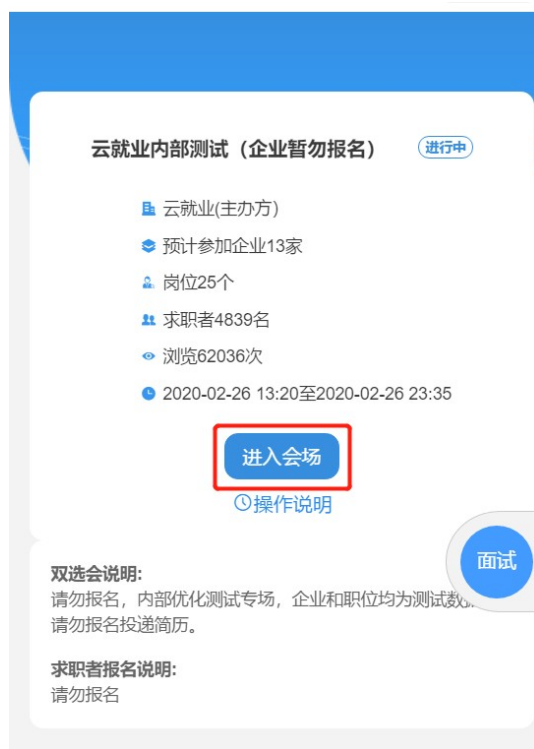 云就业内部测试（企业暂勿报名） 进行中
云就业(主办方)
预计参加企业13家
岗位25个
求职者4839名
浏览62036次
2020-02-26 13:20至2020-02-26 23:35
进入会场
操作说明
面试
双选会说明:
请勿报名，内部优化测试专场，企业和职位均为测试数
请勿报名投递简历。
求职者报名说明:
请勿报名